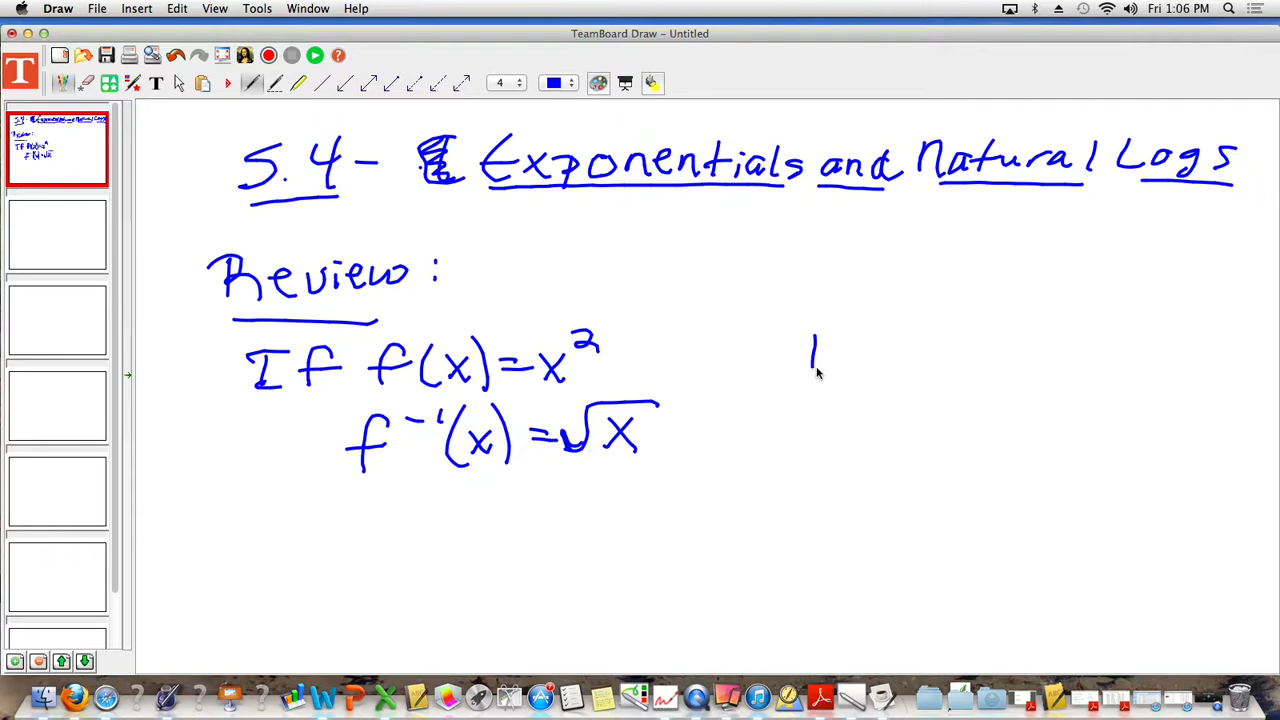 Draw File Insert Edit View Tools Window Help Fri 1:06 PM
TeamBoard Draw – Untitled
T T 4
5.4- Exponentials and Natural Logs
Review:
If f(x)=x²
f⁻¹(x)=√x